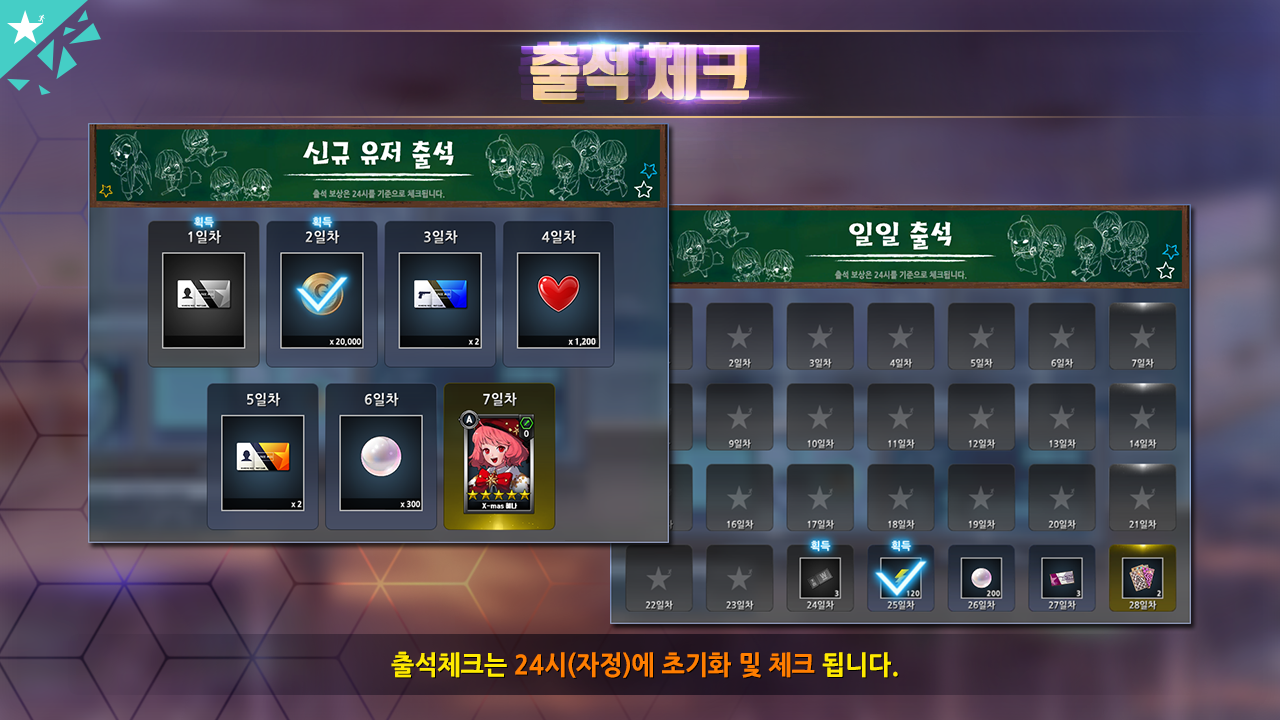 출석 체크
신규 유저 출석
출석 보상은 24시를 기준으로 체크됩니다.
획득
획득
1일차
2일차
3일차
4일차
x 20,000
x 2
x 1,200
5일차
6일차
7일차
A
0
x 2
x 300
X-mas
일일 출석
출석 보상은 24시를 기준으로 체크됩니다.
2일차
3일차
4일차
5일차
6일차
7일차
9일차
10일차
11일차
12일차
13일차
14일차
16일차
17일차
18일차
19일차
20일차
21일차
획득
획득
3
120
200
3
2
22일차
23일차
24일차
25일차
26일차
27일차
28일차
출석체크는 24시(자정)에 초기화 및 체크 됩니다.